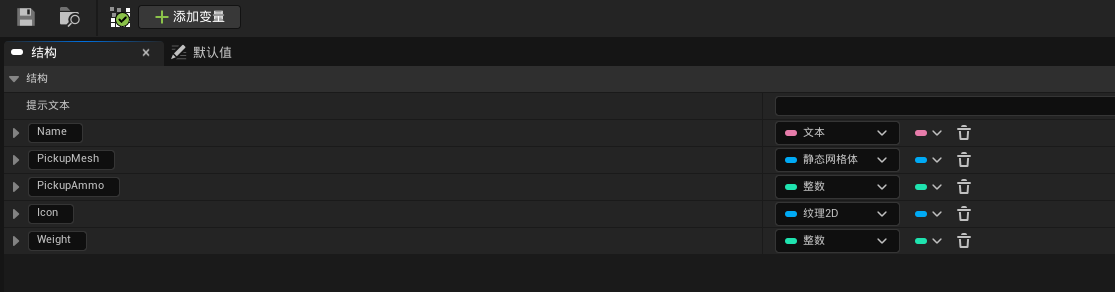 添加变量
结构 默认值
结构
提示文本
Name 文本
PickupMesh 静态网格体
PickupAmmo 整数
Icon 纹理2D
Weight 整数